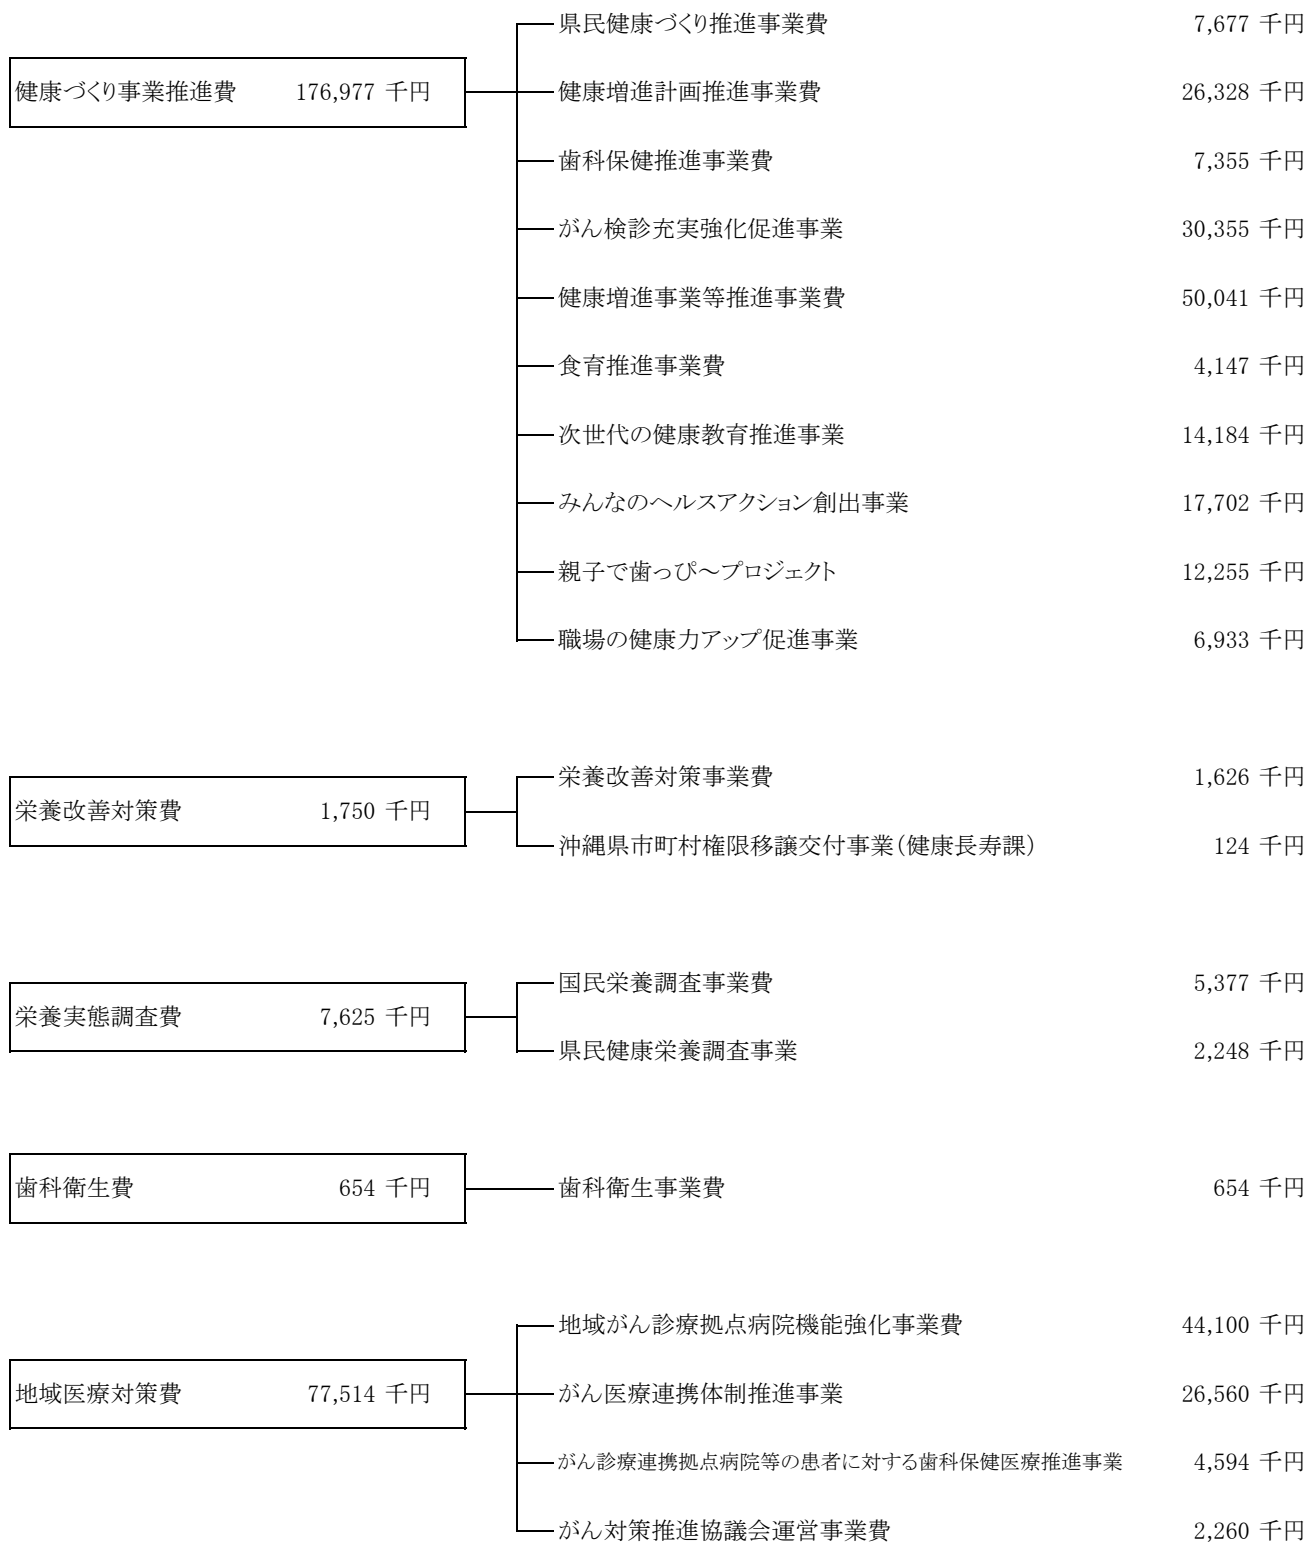 県民健康づくり推進事業費 7,677 千円
健康づくり事業推進費 176,977 千円 健康増進計画推進事業費 26,328 千円
歯科保健推進事業費 7,355 千円
がん検診充実強化促進事業 30,355 千円
健康増進事業等推進事業費 50,041 千円
食育推進事業費 4,147 千円
次世代の健康教育推進事業 14,184 千円
みんなのヘルスアクション創出事業 17,702 千円
親子で歯っぴ～プロジェクト 12,255 千円
職場の健康力アップ促進事業 6,933 千円
栄養改善対策事業費 1,626 千円
栄養改善対策費 1,750 千円
沖縄県市町村権限移譲交付事業(健康長寿課) 124 千円
国民栄養調査事業費 5,377 千円
栄養実態調査費 7,625 千円
県民健康栄養調査事業 2,248 千円
歯科衛生費 654 千円 歯科衛生事業費 654 千円
地域がん診療拠点病院機能強化事業費 44,100 千円
地域医療対策費 77,514 千円 がん医療連携体制推進事業 26,560 千円
がん診療連携拠点病院等の患者に対する歯科保健医療推進事業 4,594 千円
がん対策推進協議会運営事業費 2,260 千円